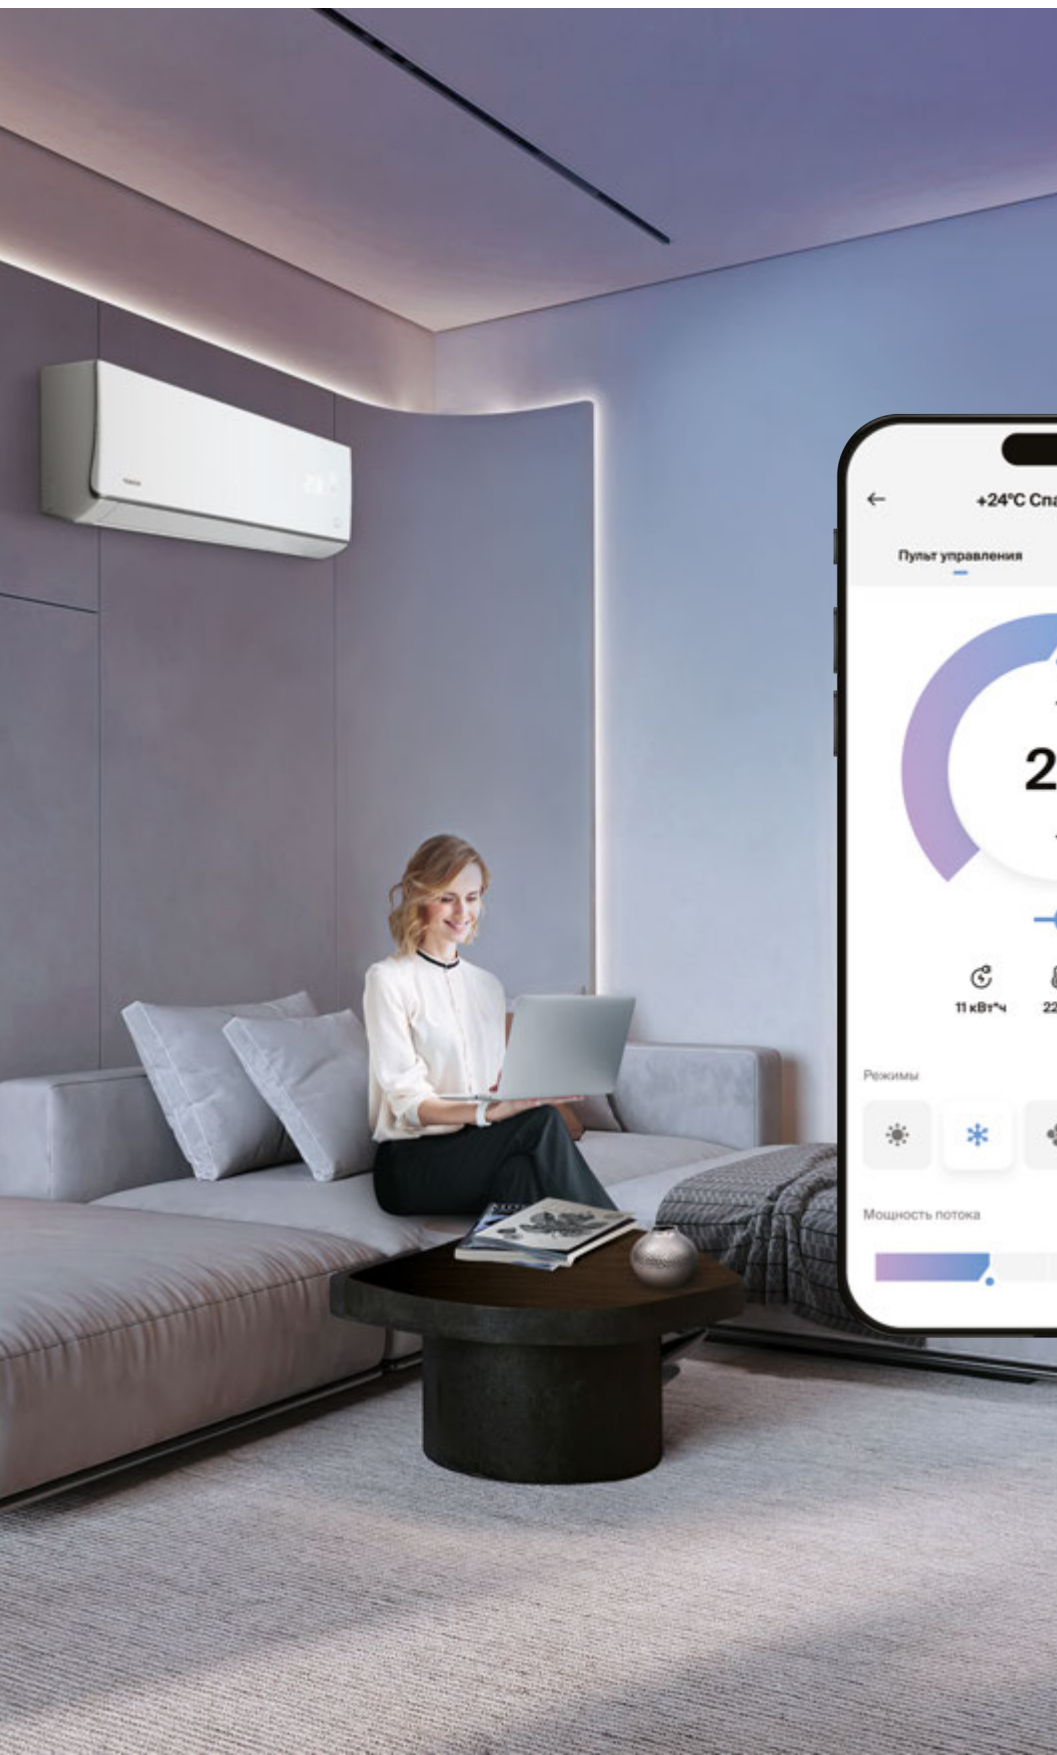 +24°C Спа
Пульт управления
2
11 кВт*ч
22
Режимы
Мощность потока